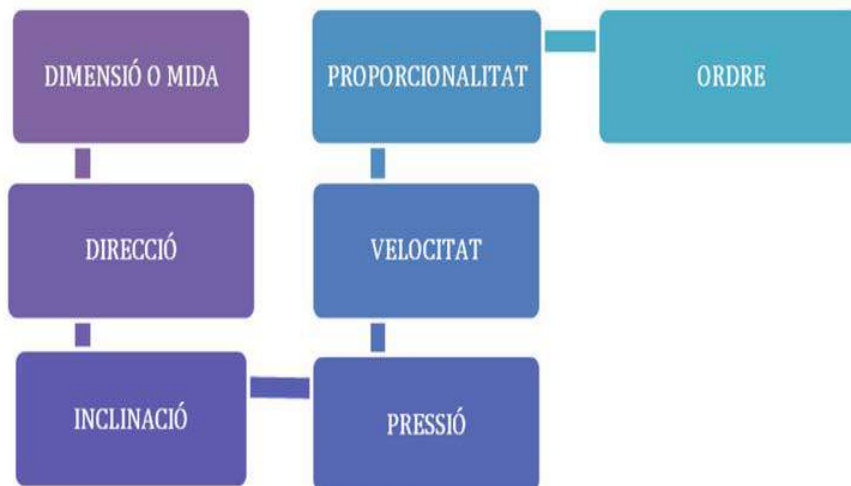 DIMENSIÓ O MIDA
DIRECCIÓ
INCLINACIÓ
PRESSIÓ
VELOCITAT
PROPORCIONALITAT
ORDRE